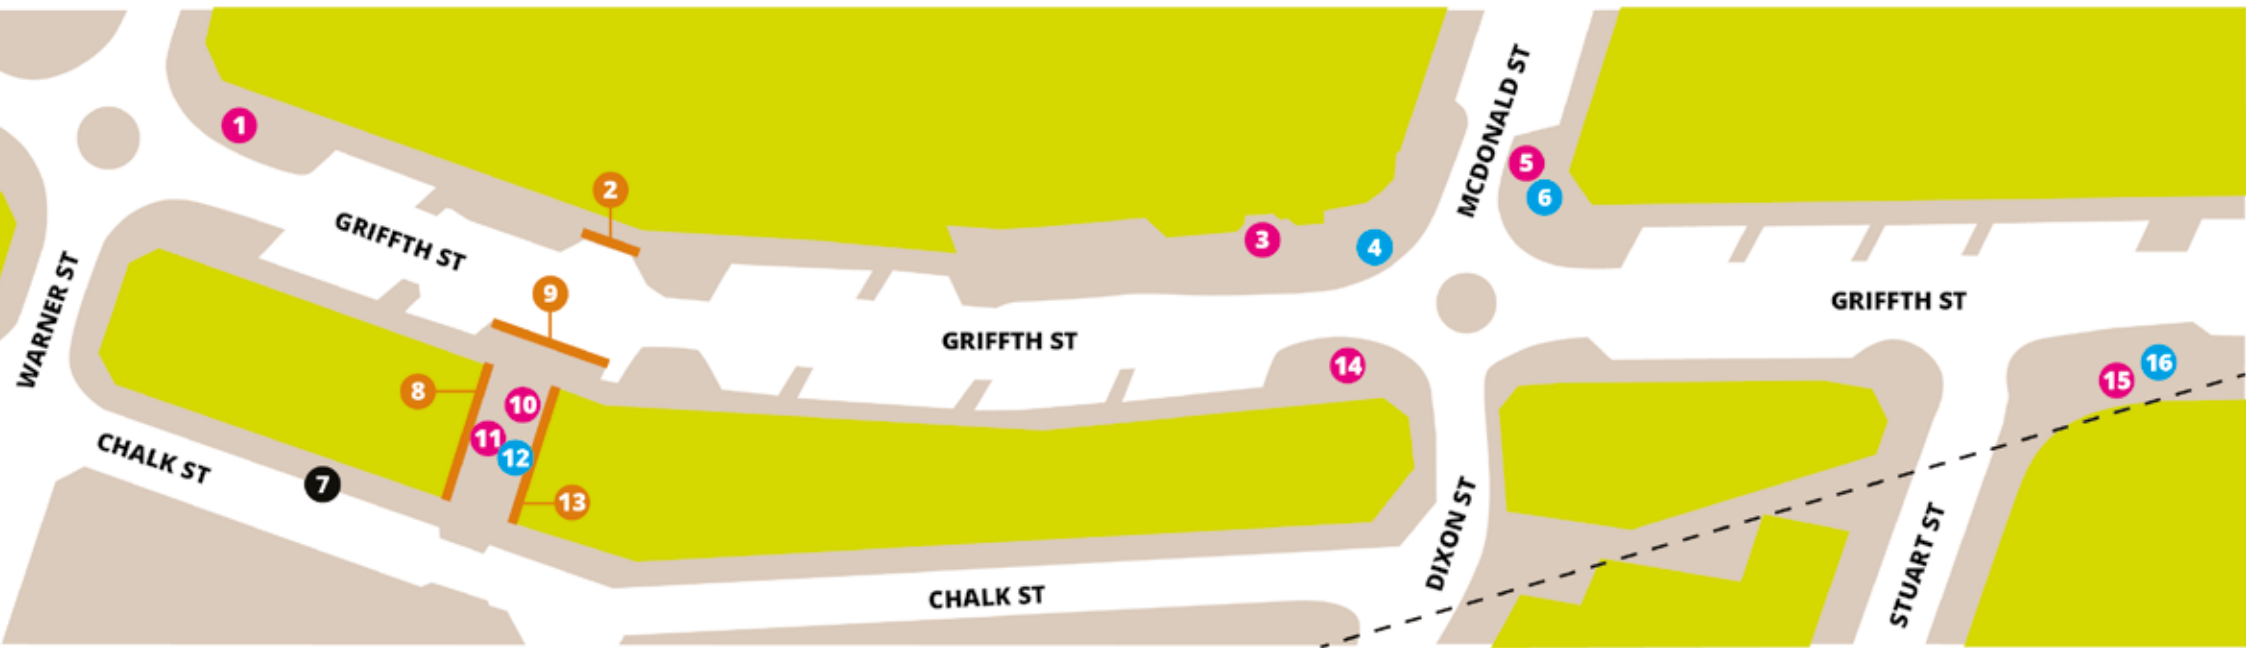 MCDONALD ST
1
5
2
6
3
4
GRIFFTH ST
WARNER ST
9
GRIFFTH ST
GRIFFTH ST
14
16
15
8
10
11
12
CHALK ST
7
13
DIXON ST
STUART ST
CHALK ST